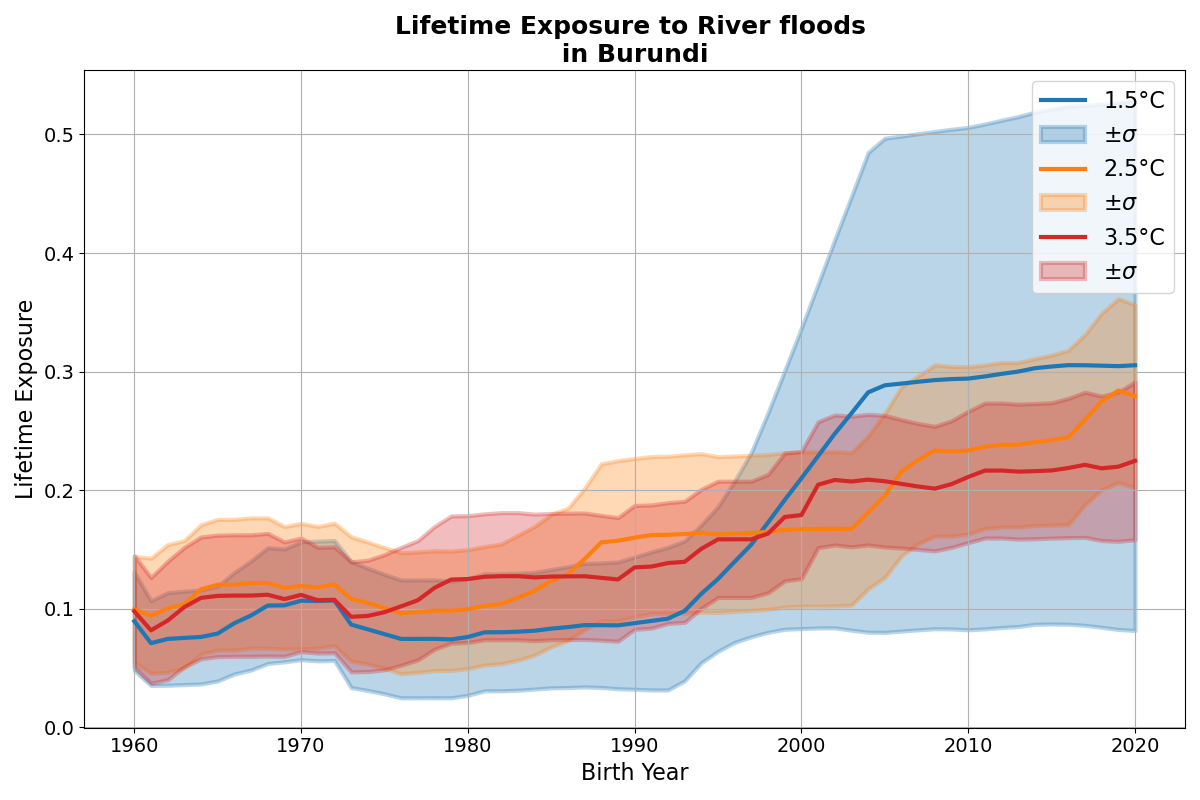 Lifetime Exposure to River floods
in Burundi
Lifetime Exposure
0.5
0.4
0.3
0.2
0.1
0.0
1960 1970 1980 1990 2000 2010 2020
Birth Year
1.5°C
±σ
2.5°C
±σ
3.5°C
±σ